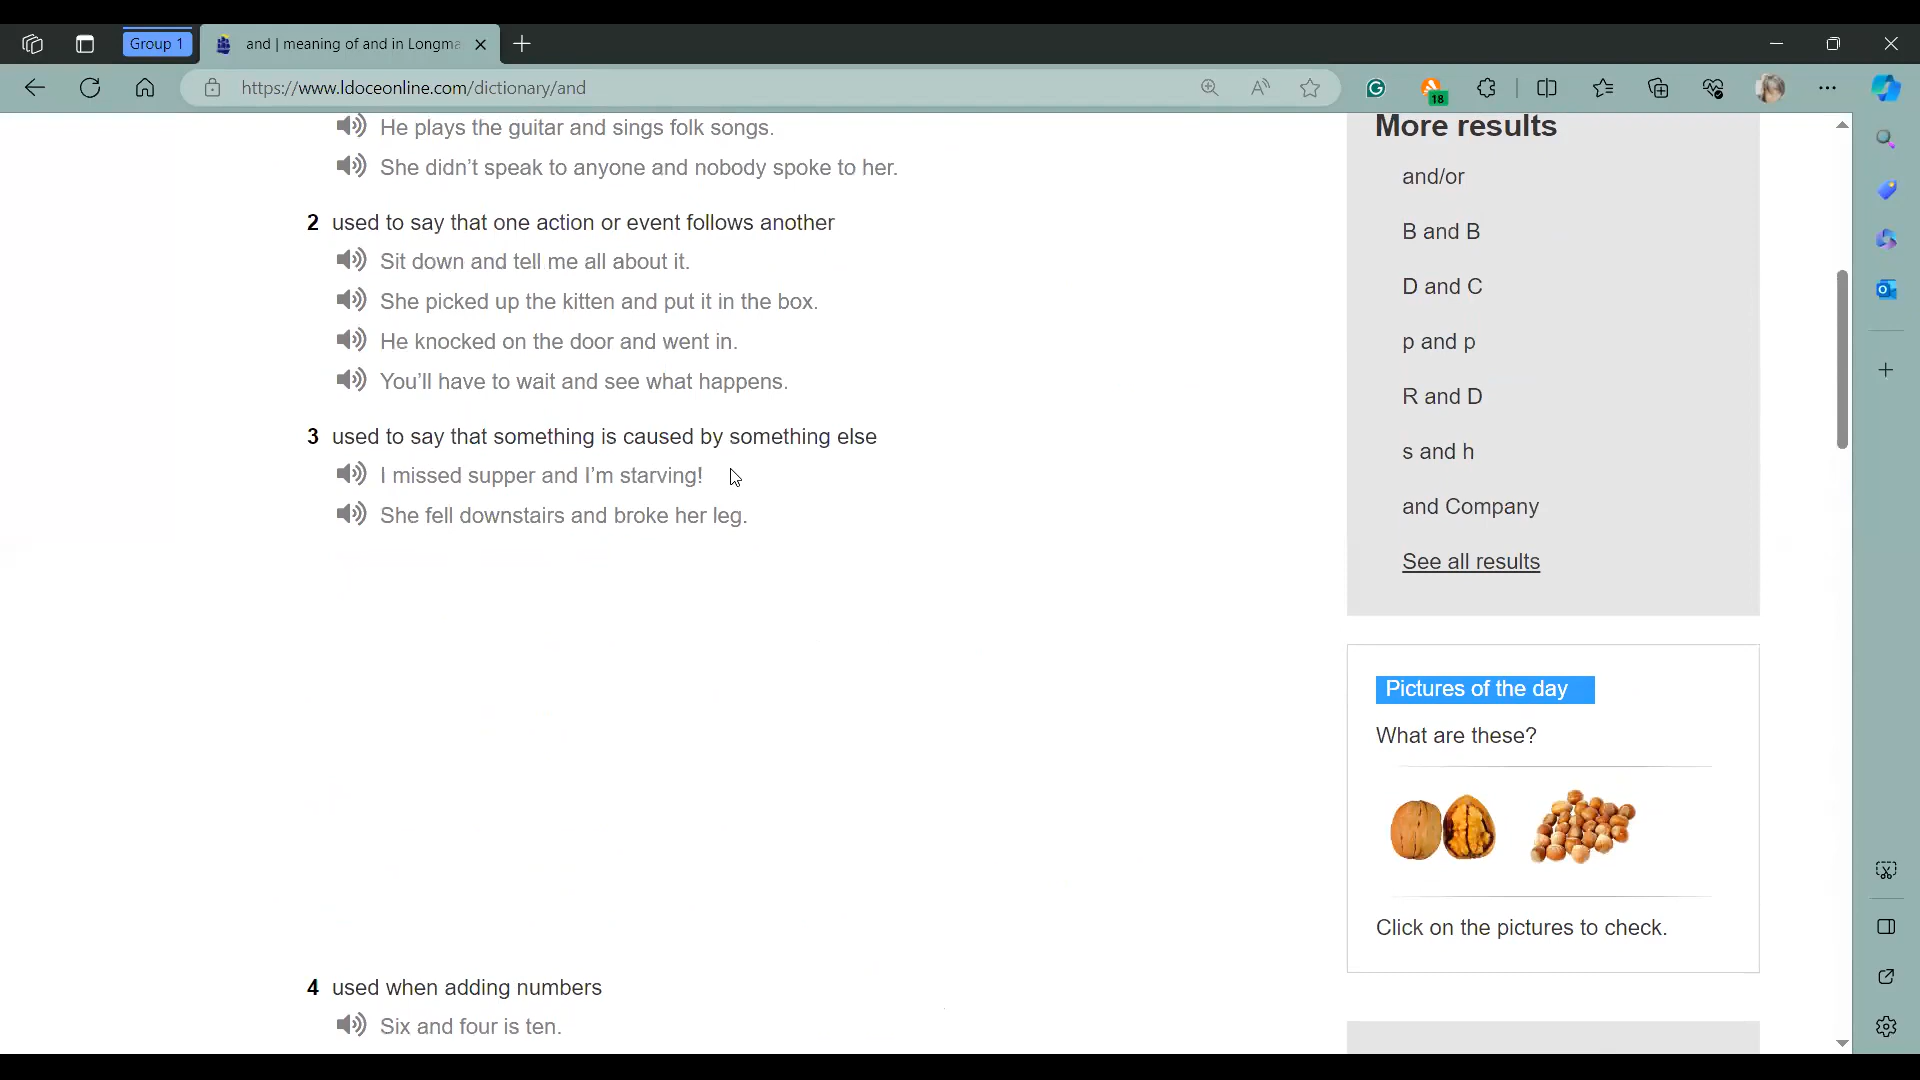 Group 1
and | meaning of and in Longma
https://www.ldoceonline.com/dictionary/and
18
He plays the guitar and sings folk songs.
She didn’t speak to anyone and nobody spoke to her.
2 used to say that one action or event follows another
Sit down and tell me all about it.
She picked up the kitten and put it in the box.
He knocked on the door and went in.
You’ll have to wait and see what happens.
3 used to say that something is caused by something else
I missed supper and I’m starving!
She fell downstairs and broke her leg.
4 used when adding numbers
Six and four is ten.
More results
and/or
B and B
D and C
p and p
R and D
s and h
and Company
See all results
Pictures of the day
What are these?
Click on the pictures to check.